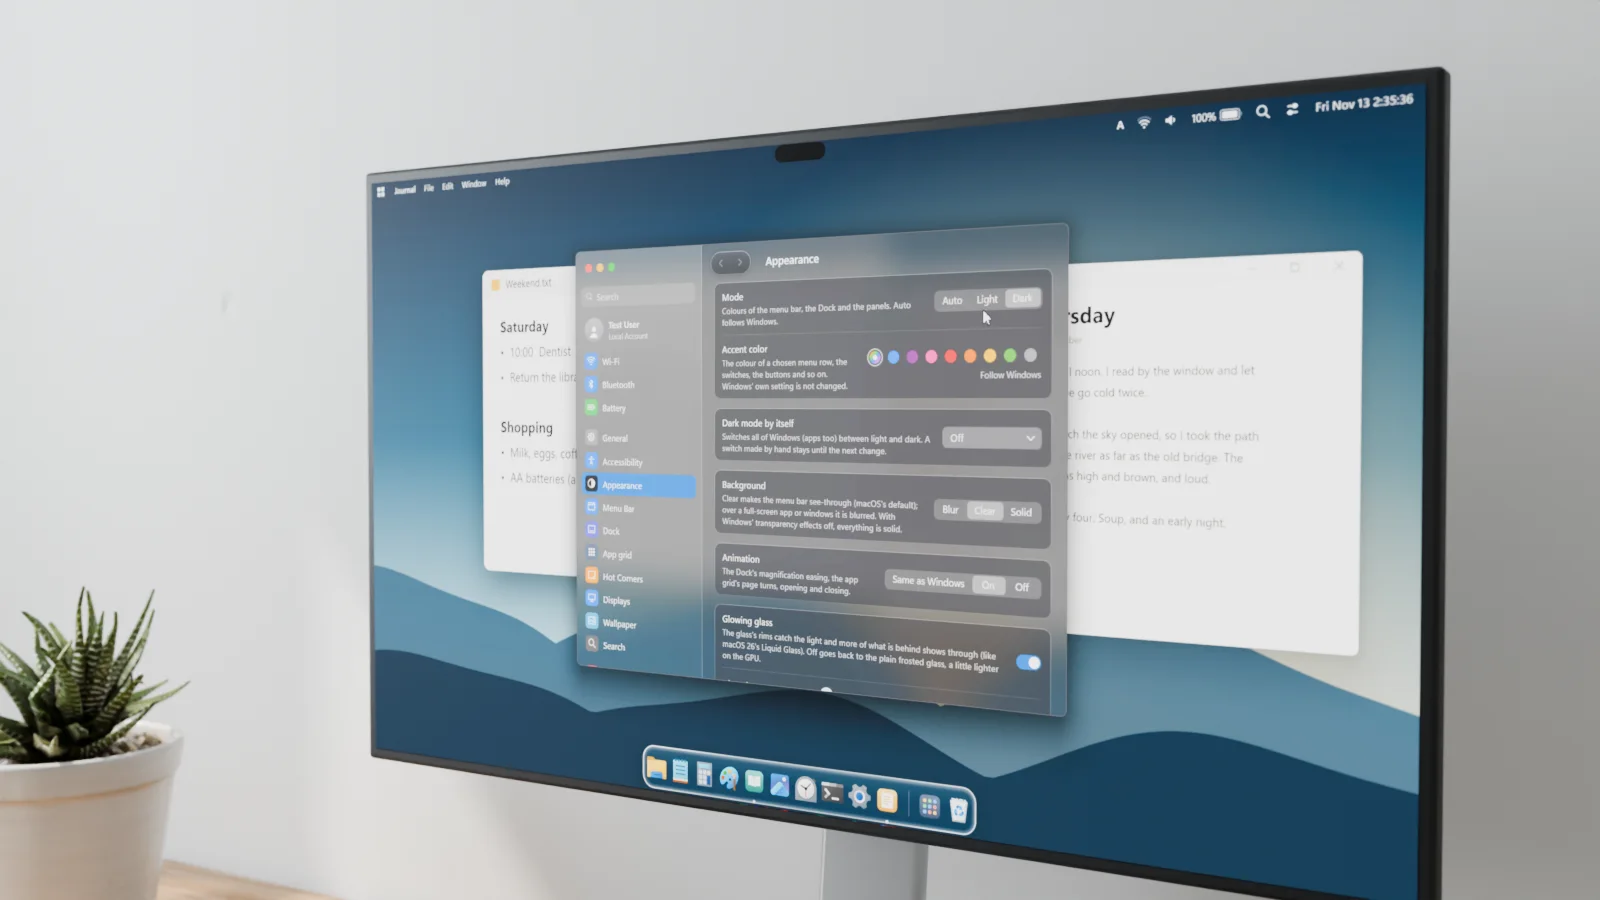 Journal File Edit Window Help
A 100% Fri Nov 13 2:35:36
Weekend.txt
Saturday
• 10:00 Dentist
• Return the
Shopping
• Milk, eggs,
• AA batteries
Search
Test User
Local Account
Wi-Fi
Bluetooth
Battery
General
Accessibility
Appearance
Menu Bar
Dock
App grid
Hot Corners
Displays
Wallpaper
Search
Appearance
Mode
Colours of the menu bar, the Dock and the panels. Auto
follows Windows.
Auto Light Dark
Accent color
The colour of a chosen menu row, the
switches, the buttons and so on.
Windows' own setting is not changed.
Follow Windows
Dark mode by itself
Switches all of Windows (apps too) between light and dark. A
switch made by hand stays until the next change.
Off
Background
Clear makes the menu bar see-through (macOS's default);
over a full-screen app or windows it is blurred. With
Windows' transparency effects off, everything is solid.
Blur Clear Solid
Animation
The Dock's magnification easing, the app
grid's page turns, opening and closing.
Same as Windows On Off
Glowing glass
The glass's rims catch the light and more of what is behind shows through (like
macOS 26's Liquid Glass). Off goes back to the plain frosted glass, a little lighter
on the GPU.
rsday
noon. I read by the window and let
go cold twice.
the sky opened, so I took the path
river as far as the old bridge. The
high and brown, and loud.
four. Soup, and an early night.